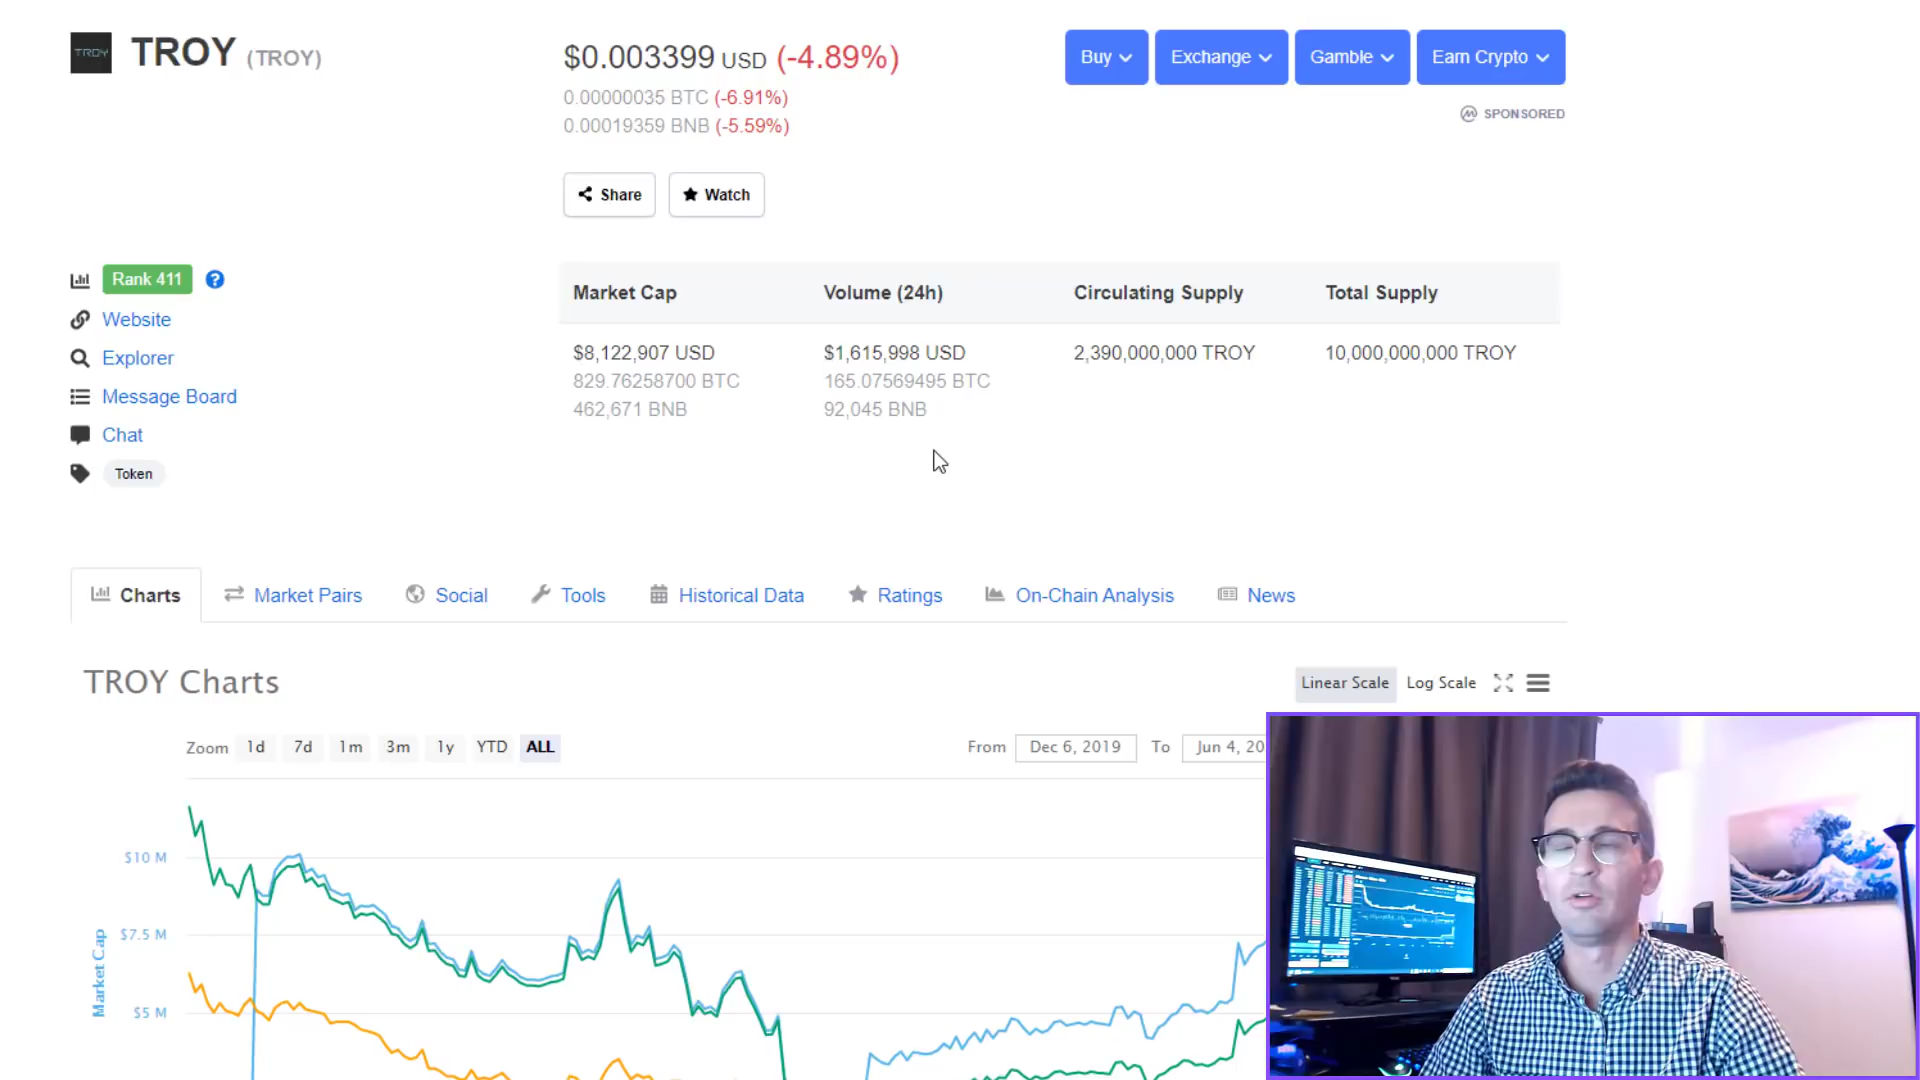 TROY
TROY (TROY)
$0.003399 USD (-4.89%)
0.00000035 BTC (-6.91%)
0.00019359 BNB (-5.59%)
Buy
Exchange
Gamble
Earn Crypto
SPONSORED
Share
Watch
Rank 411
?
Website
Explorer
Message Board
Chat
Token
Market Cap
Volume (24h)
Circulating Supply
Total Supply
$8,122,907 USD
$1,615,998 USD
2,390,000,000 TROY
10,000,000,000 TROY
829.76258700 BTC
165.07569495 BTC
462,671 BNB
92,045 BNB
Charts
Market Pairs
Social
Tools
Historical Data
Ratings
On-Chain Analysis
News
TROY Charts
Linear Scale
Log Scale
Zoom
1d
7d
1m
3m
1y
YTD
ALL
From
Dec 6, 2019
To
Jun 4, 20
$10 M
$7.5 M
$5 M
Market Cap